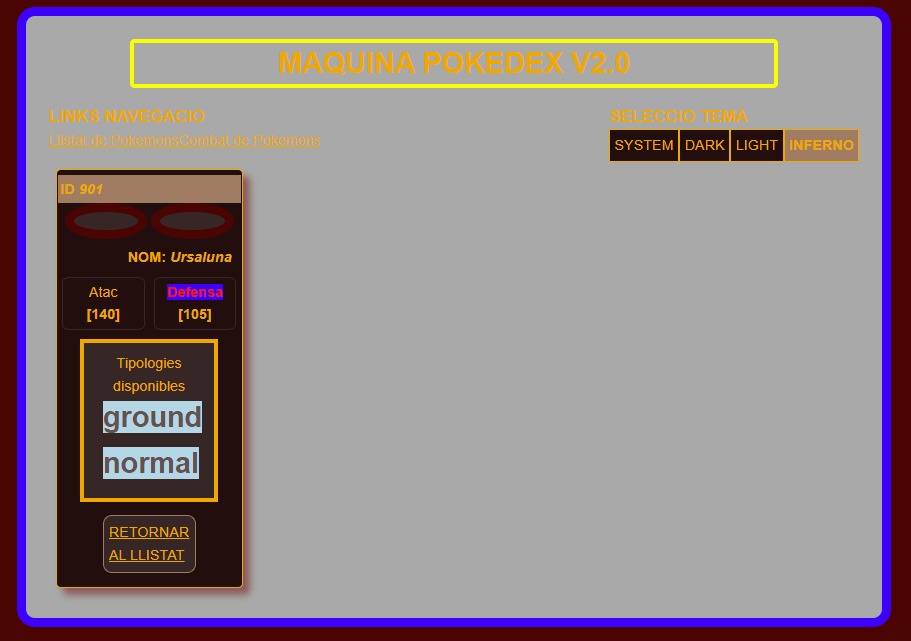 MAQUINA POKEDEX V2.0
LINKS NAVEGACIO
Llistat de PokemonsCombat de Pokemons
SELECCIO TEMA
SYSTEM DARK LIGHT INFERNO
ID 901
NOM: Ursaluna
Atac Defensa
[140] [105]
Tipologies
disponibles
ground
normal
RETORNAR
AL LLISTAT